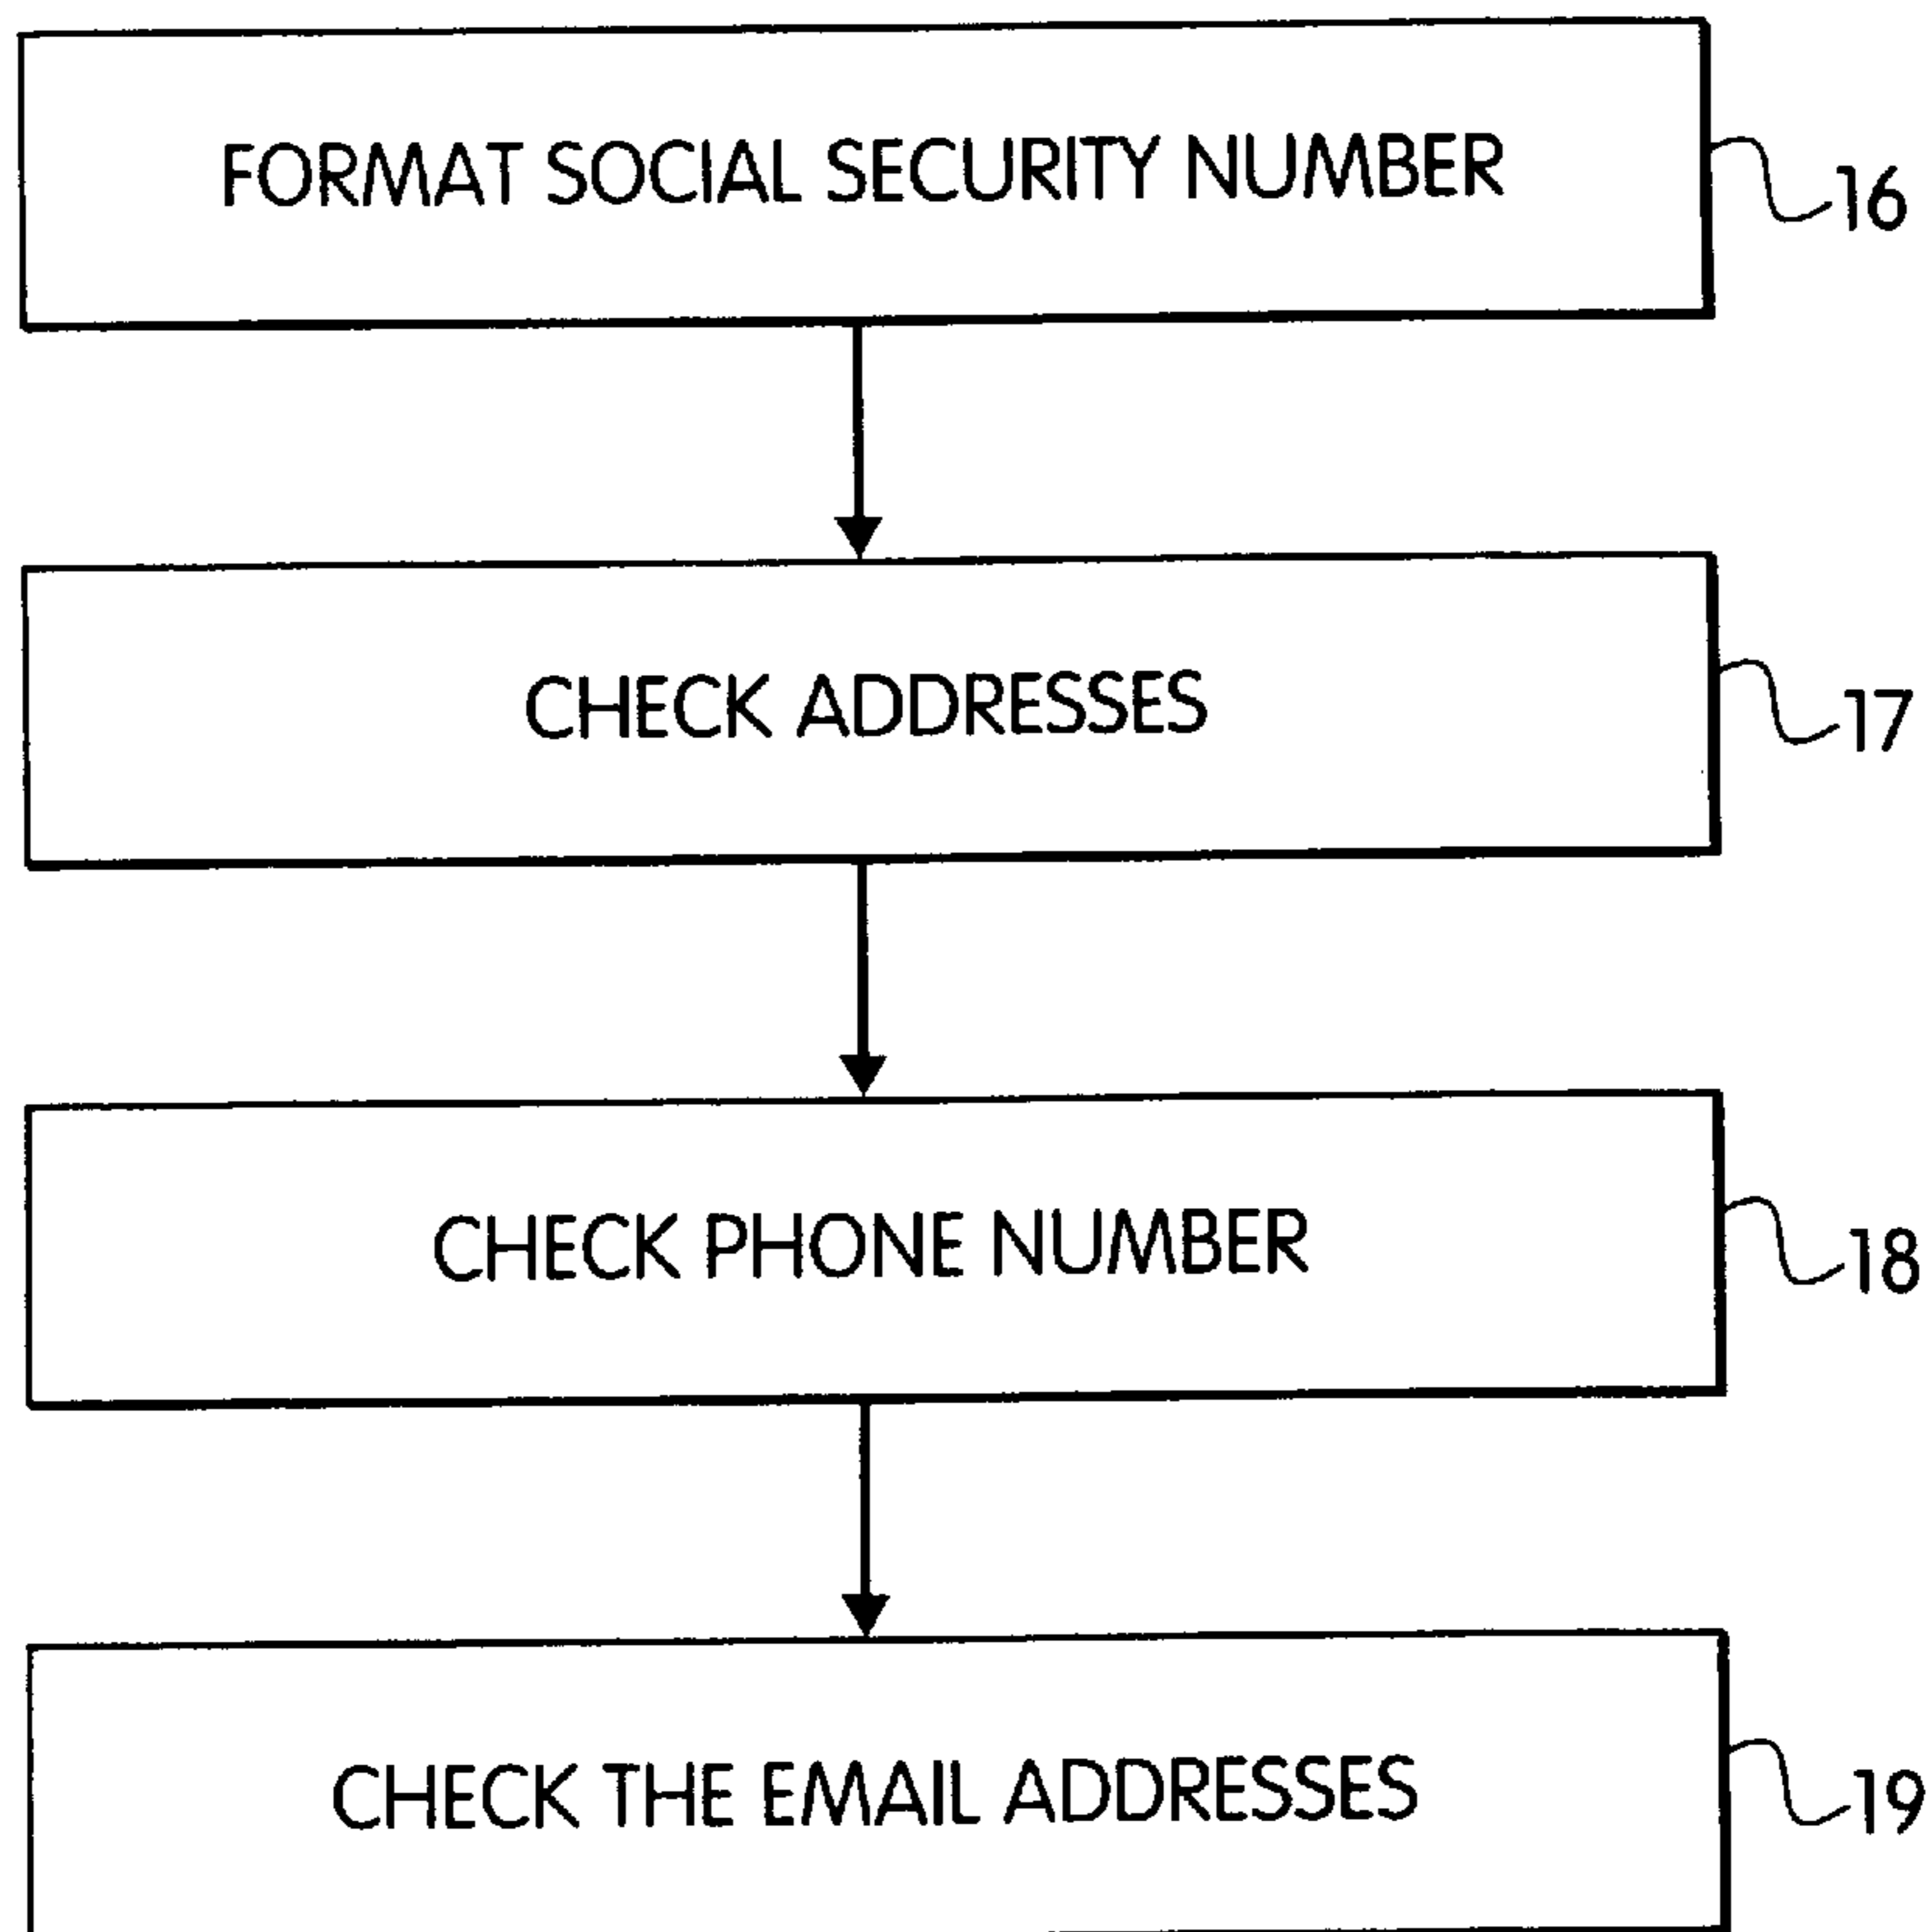 FORMAT SOCIAL SECURITY NUMBER
16
CHECK ADDRESSES
17
CHECK PHONE NUMBER
18
CHECK THE EMAIL ADDRESSES
19